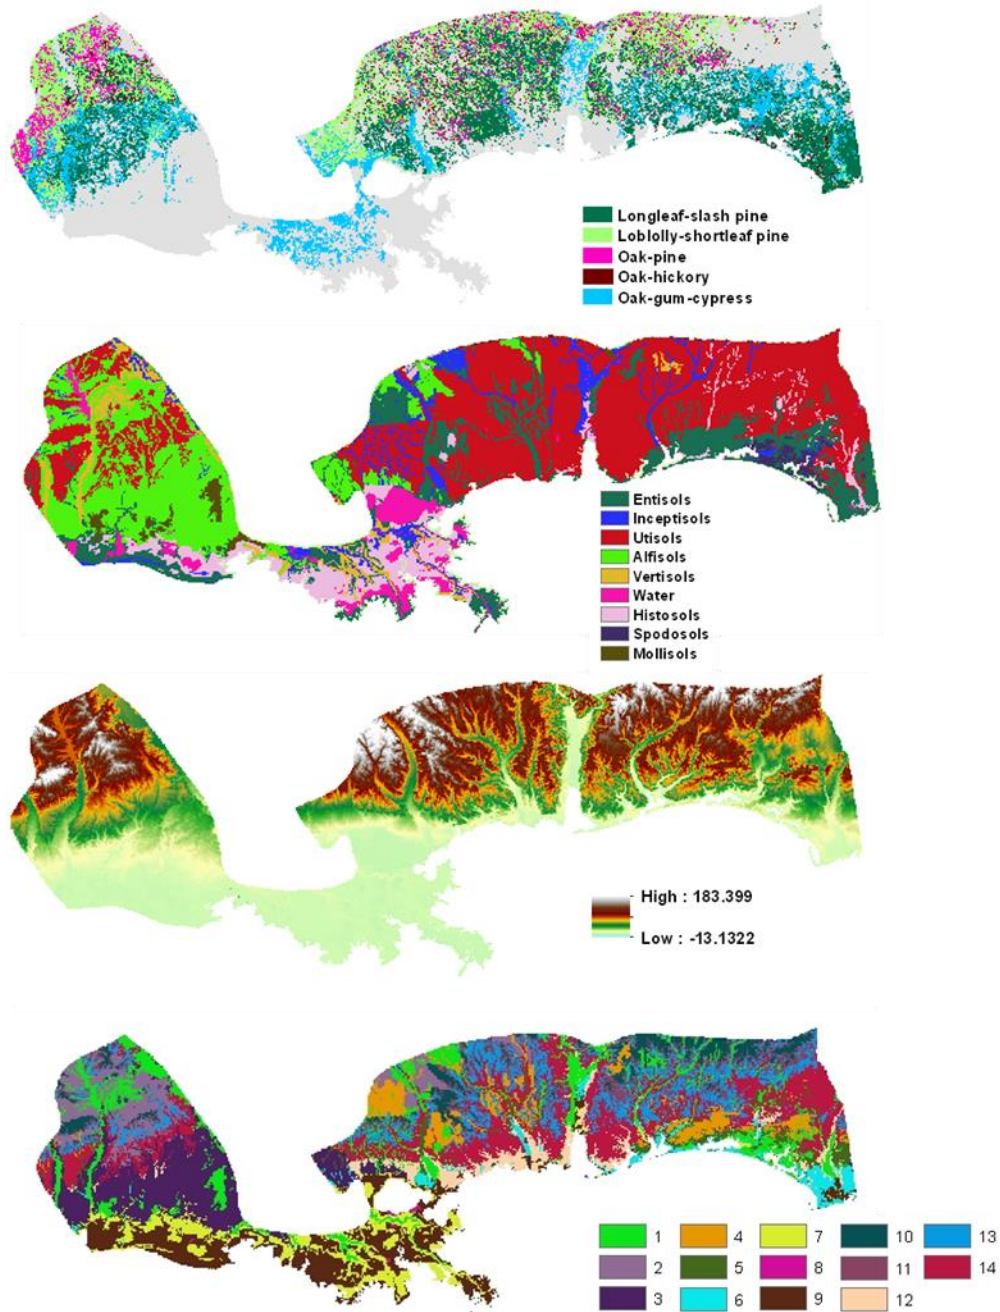 Longleaf-slash pine
Loblolly-shortleaf pine
Oak-pine
Oak-hickory
Oak-gum-cypress
Entisols
Inceptisols
Utisols
Alfisols
Vertisols
Water
Histosols
Spodosols
Mollisols
High : 183.399
Low : -13.1322
1 4 7 10 13
2 5 8 11 14
3 6 9 12